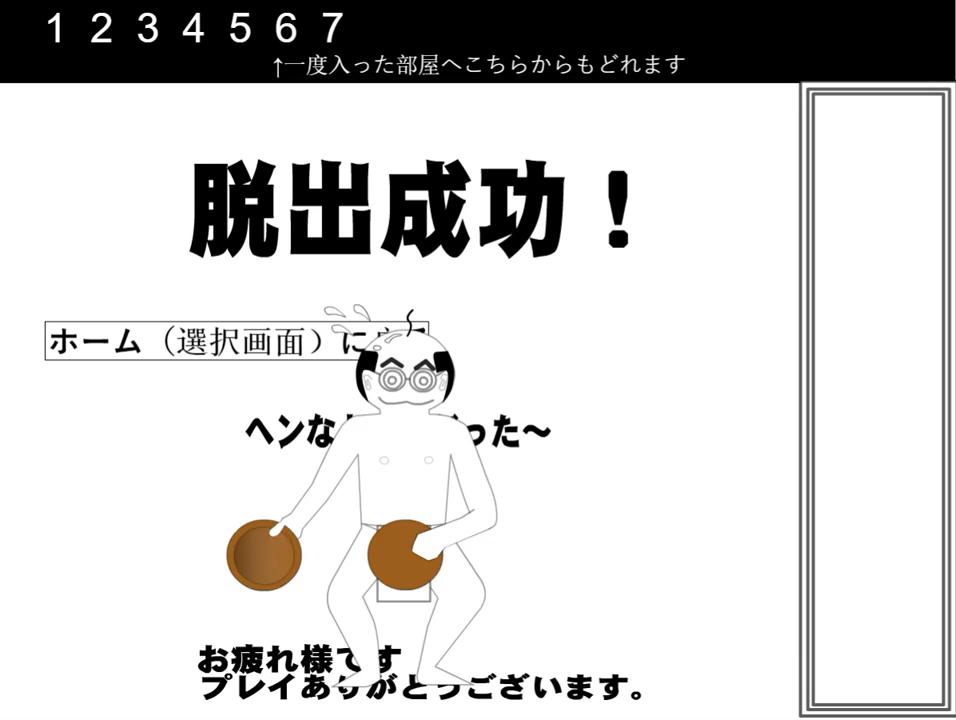 1 2 3 4 5 6 7
↑一度入った部屋へこちらからもどれます
脱出成功！
ホーム（選択画面）に
ヘンな った～
お疲れ様です
プレイありがとうございます。